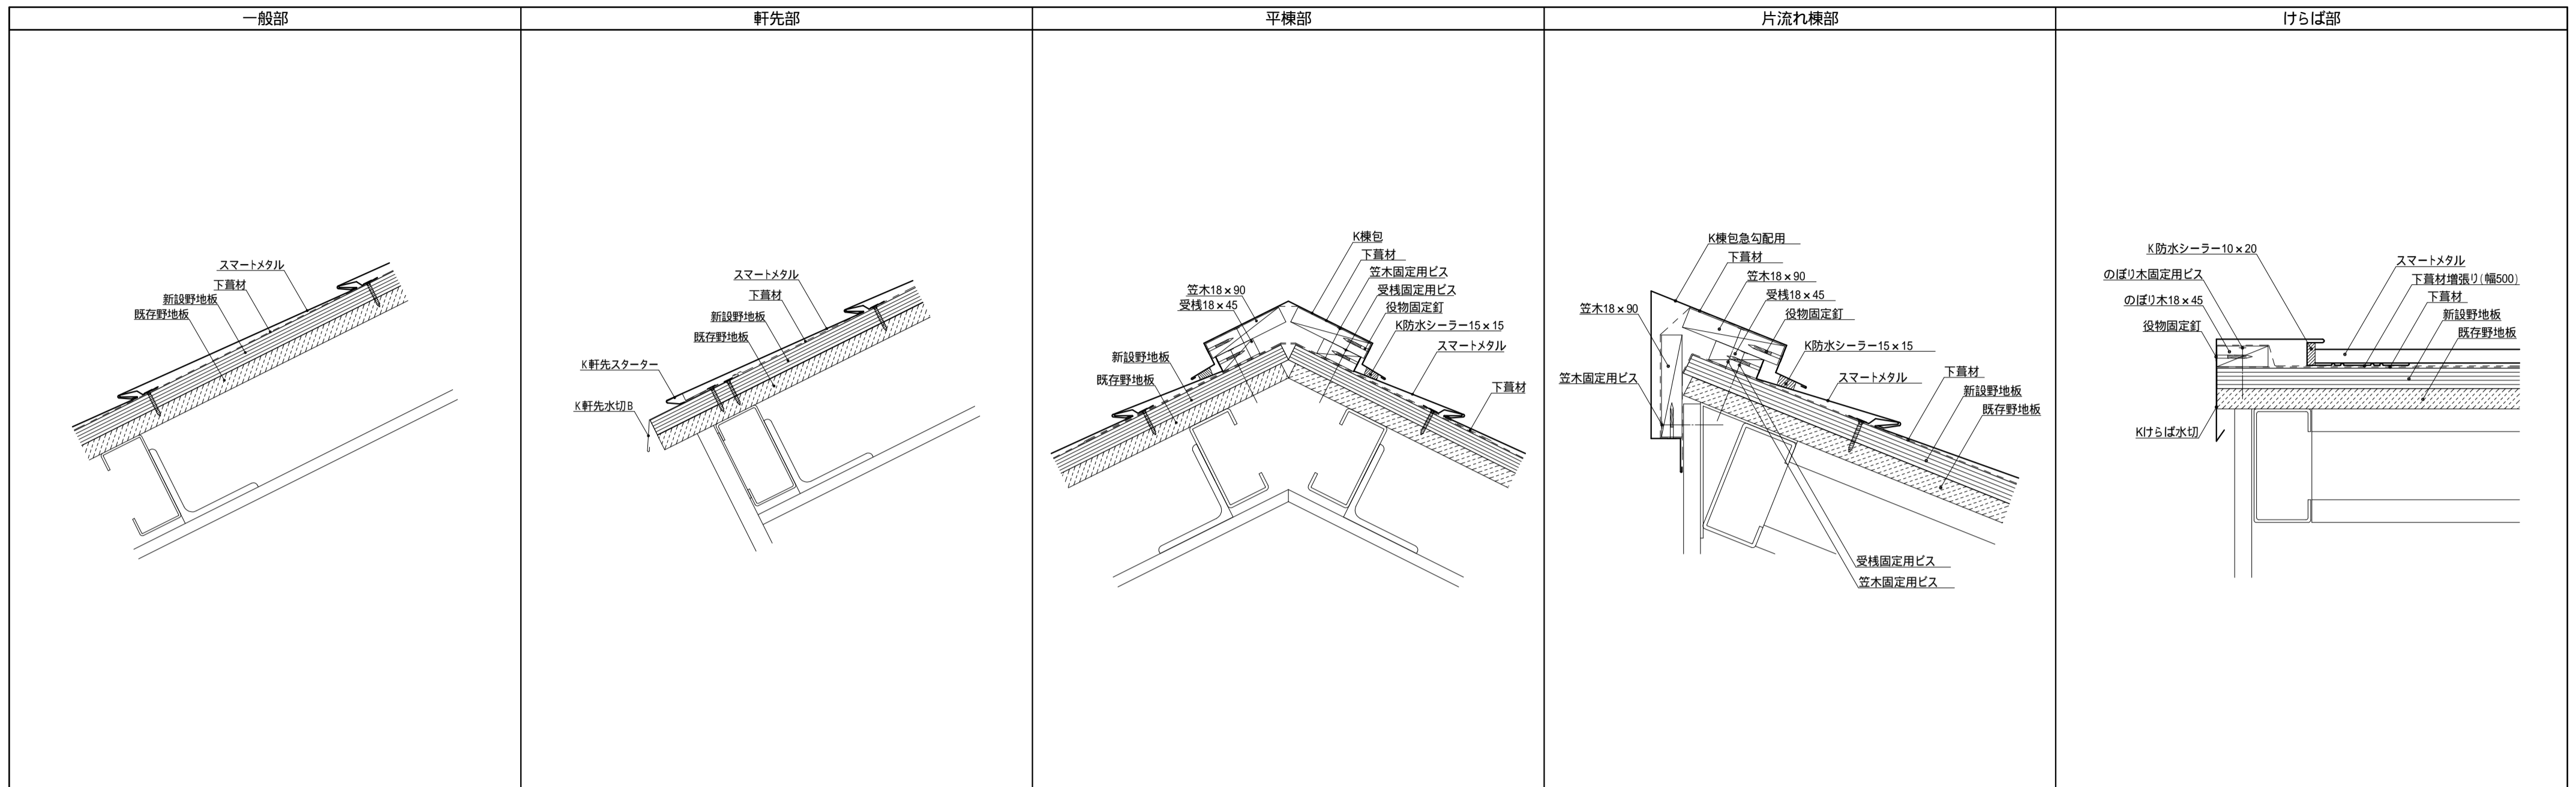 一般部
軒先部
平棟部
片流れ棟部
けらば部
スマートメタル
下葺材
新設野地板
既存野地板
スマートメタル
下葺材
新設野地板
既存野地板
K軒先スターター
K軒先水切B
K棟包
下葺材
笠木固定用ビス
受桟固定用ビス
役物固定釘
K防水シーラー15×15
スマートメタル
下葺材
笠木18×90
受桟18×45
新設野地板
既存野地板
K棟包急勾配用
下葺材
笠木18×90
受桟18×45
役物固定釘
K防水シーラー15×15
スマートメタル
下葺材
新設野地板
既存野地板
笠木18×90
笠木固定用ビス
受桟固定用ビス
笠木固定用ビス
K防水シーラー10×20
のぼり木固定用ビス
のぼり木18×45
役物固定釘
Kけらば水切
スマートメタル
下葺材増張り(幅500)
下葺材
新設野地板
既存野地板